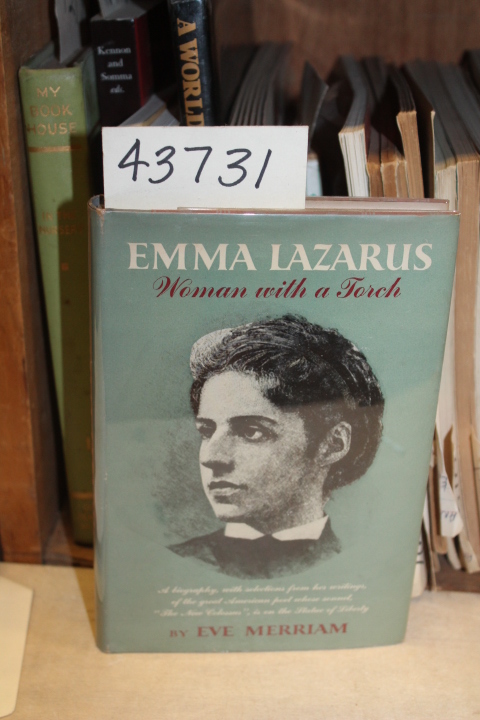 Kennon
and
Somma
eds.
A WORLD
MY
BOOK
HOUSE
43731
EMMA LAZARUS
Woman with a Torch
A biography, with selections from her writings,
of the great American poet whose sonnet,
"The New Colossus", is on the Statue of Liberty
BY EVE MERRIAM